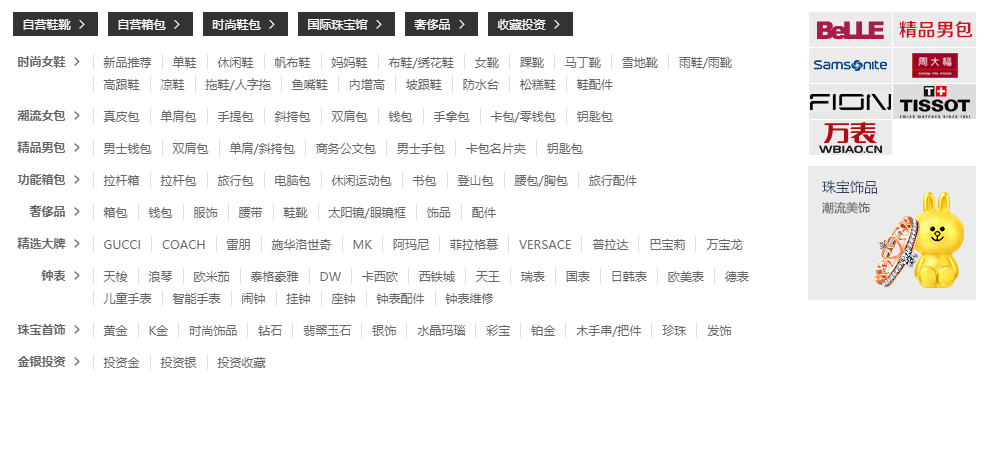 自营鞋靴 > 自营箱包 > 时尚鞋包 > 国际珠宝馆 > 奢侈品 > 收藏投资 >
时尚女鞋 > 新品推荐 单鞋 休闲鞋 帆布鞋 妈妈鞋 布鞋/绣花鞋 女靴 踝靴 马丁靴 雪地靴 雨鞋/雨靴
高跟鞋 凉鞋 拖鞋/人字拖 鱼嘴鞋 内增高 坡跟鞋 防水台 松糕鞋 鞋配件
潮流女包 > 真皮包 单肩包 手提包 斜挎包 双肩包 钱包 手拿包 卡包/零钱包 钥匙包
精品男包 > 男士钱包 双肩包 单肩/斜挎包 商务公文包 男士手包 卡包名片夹 钥匙包
功能箱包 > 拉杆箱 拉杆包 旅行包 电脑包 休闲运动包 书包 登山包 腰包/胸包 旅行配件
奢侈品 > 箱包 钱包 服饰 腰带 鞋靴 太阳镜/眼镜框 饰品 配件
精选大牌 > GUCCI COACH 雷朋 施华洛世奇 MK 阿玛尼 菲拉格慕 VERSACE 普拉达 巴宝莉 万宝龙
钟表 > 天梭 浪琴 欧米茄 泰格豪雅 DW 卡西欧 西铁城 天王 瑞表 国表 日韩表 欧美表 德表
儿童手表 智能手表 闹钟 挂钟 座钟 钟表配件 钟表维修
珠宝首饰 > 黄金 K金 时尚饰品 钻石 翡翠玉石 银饰 水晶玛瑙 彩宝 铂金 木手串/把件 珍珠 发饰
金银投资 > 投资金 投资银 投资收藏
BeLLE 精品男包
Samsonite 周大福
CHOW TAI FOOK
FION TISSOT
SWISS WATCHES SINCE 1853
万表
WBIAO.CN
珠宝饰品
潮流美饰